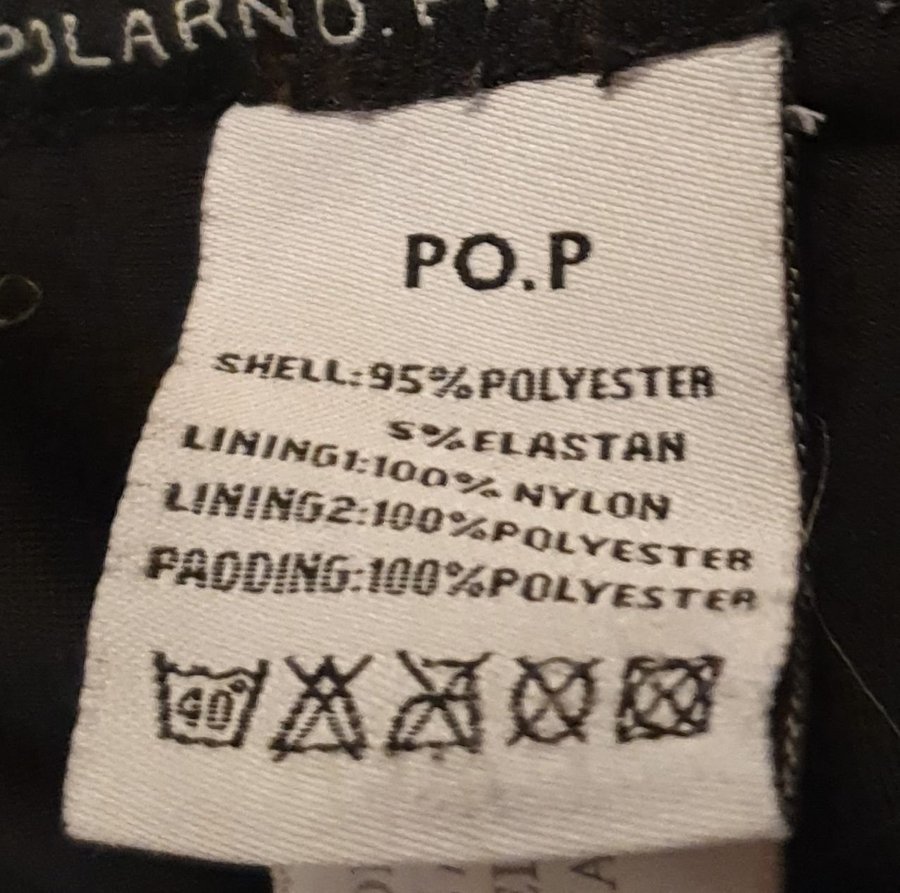 PO.P
SHELL:95%POLYESTER
5%ELASTAN
LINING1:100% NYLON
LINING2:100%POLYESTER
PADDING:100%POLYESTER
40°